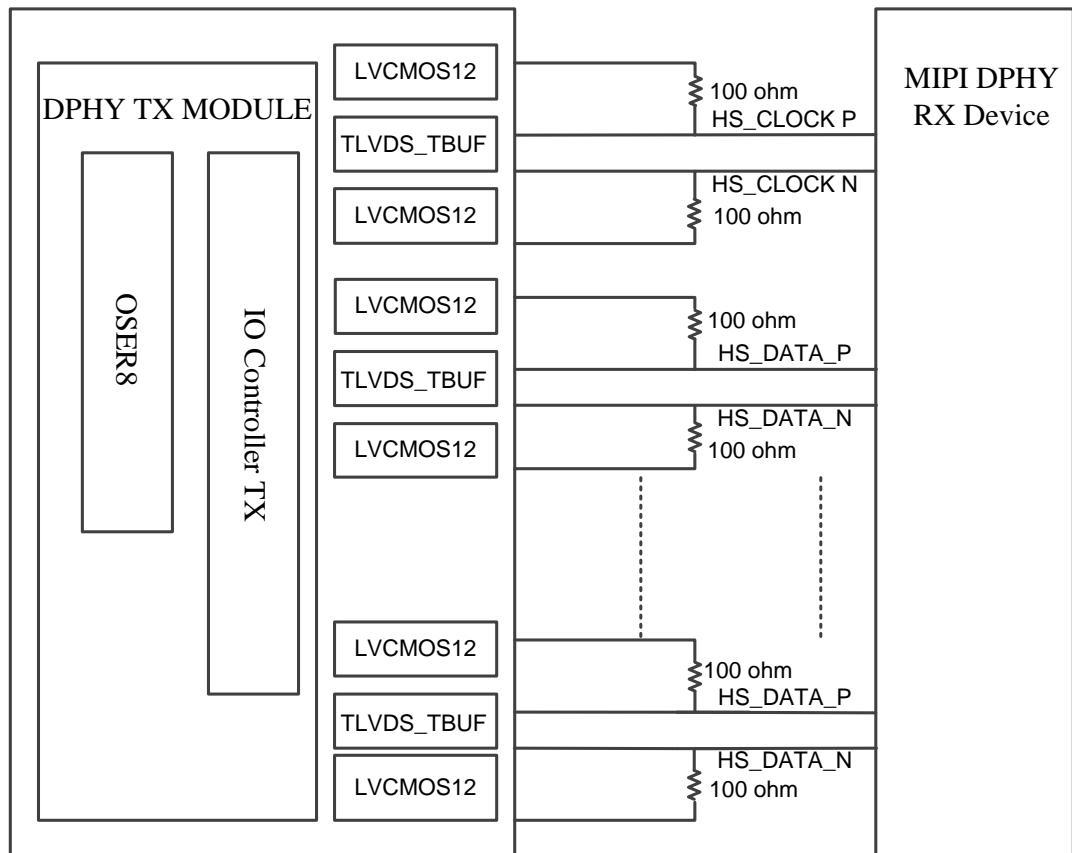 LVCMOS12
100 ohm
MIPI DPHY
RX Device
DPHY TX MODULE
HS_CLOCK P
TLVDS_TBUF
HS_CLOCK N
LVCMOS12
100 ohm
OSER8
IO Controller TX
LVCMOS12
100 ohm
HS_DATA_P
TLVDS_TBUF
HS_DATA_N
LVCMOS12
100 ohm
LVCMOS12
100 ohm
HS_DATA_P
TLVDS_TBUF
HS_DATA_N
LVCMOS12
100 ohm